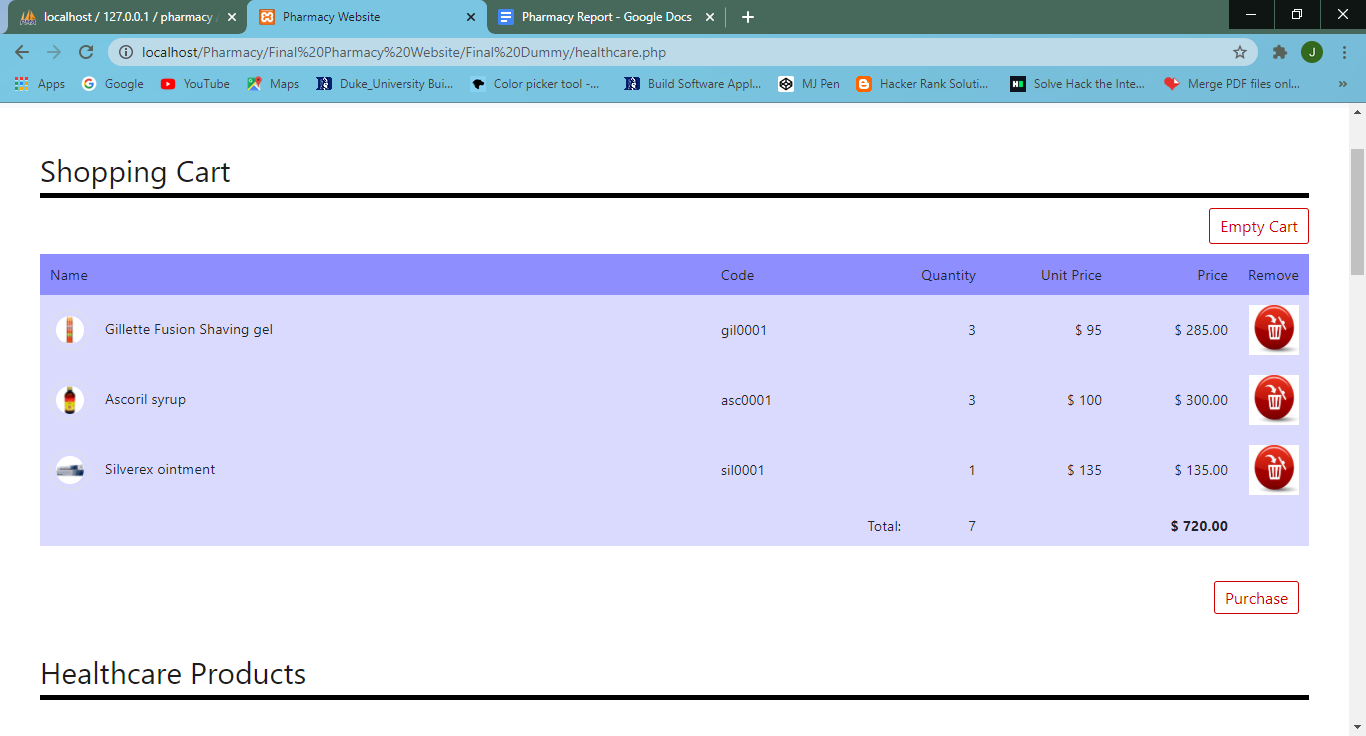 localhost / 127.0.0.1 / pharmacy
Pharmacy Website
Pharmacy Report - Google Docs
localhost/Pharmacy/Final%20Pharmacy%20Website/Final%20Dummy/healthcare.php
J
Apps Google YouTube Maps Duke_University Bui... Color picker tool -... Build Software Appl... MJ Pen Hacker Rank Soluti... Solve Hack the Inte... Merge PDF files onl... »
Shopping Cart
Empty Cart
Name Code Quantity Unit Price Price Remove
Gillette Fusion Shaving gel gil0001 3 $ 95 $ 285.00
Ascoril syrup asc0001 3 $ 100 $ 300.00
Silverex ointment sil0001 1 $ 135 $ 135.00
Total: 7 $ 720.00
Purchase
Healthcare Products